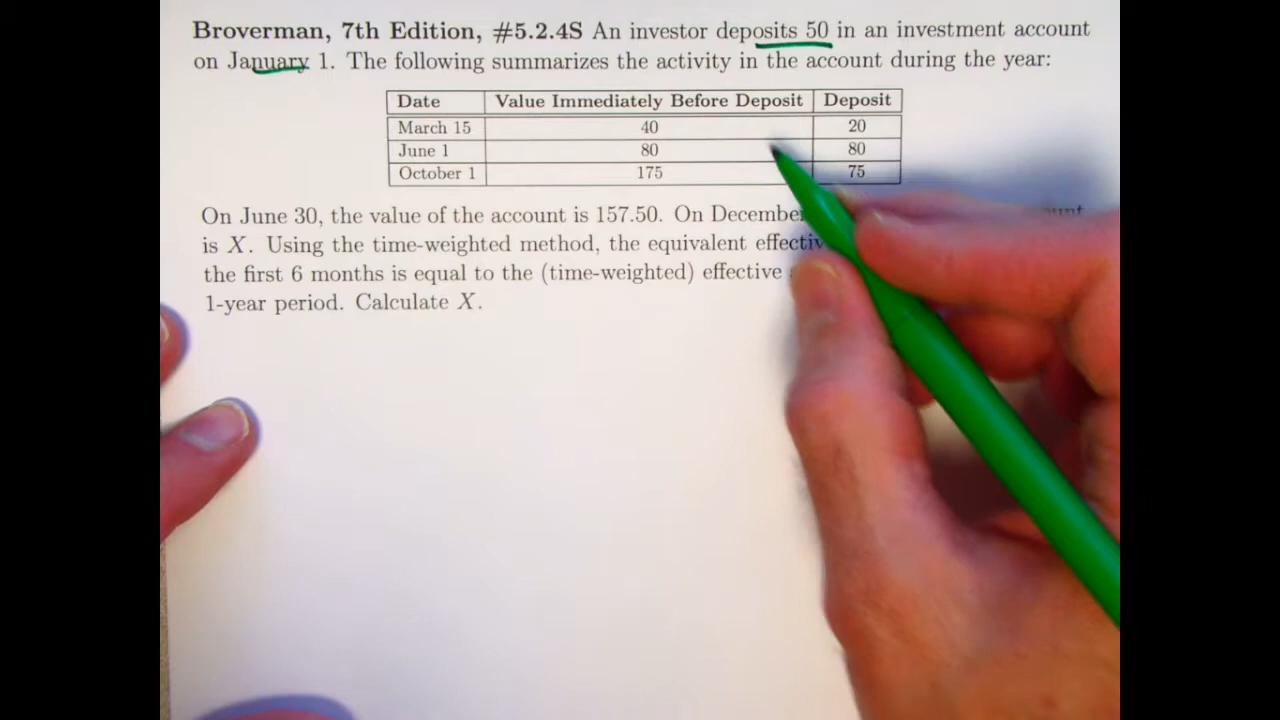 Broverman, 7th Edition, #5.2.4S An investor deposits 50 in an investment account
on January 1. The following summarizes the activity in the account during the year:
Date Value Immediately Before Deposit Deposit
March 15 40 20
June 1 80 80
October 1 175 75
On June 30, the value of the account is 157.50. On December
is X. Using the time-weighted method, the equivalent
the first 6 months is equal to the (time-weighted) effective
1-year period. Calculate X.